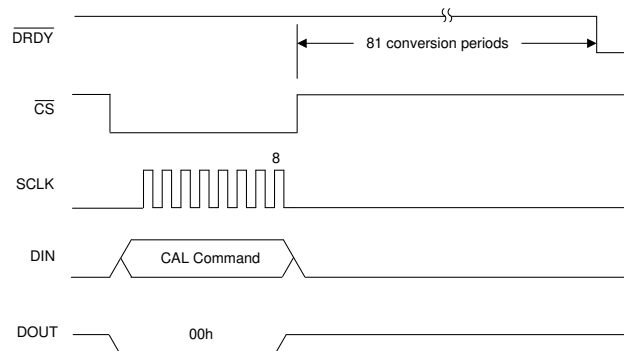 DRDY
81 conversion periods
CS
8
SCLK
DIN
CAL Command
DOUT
00h